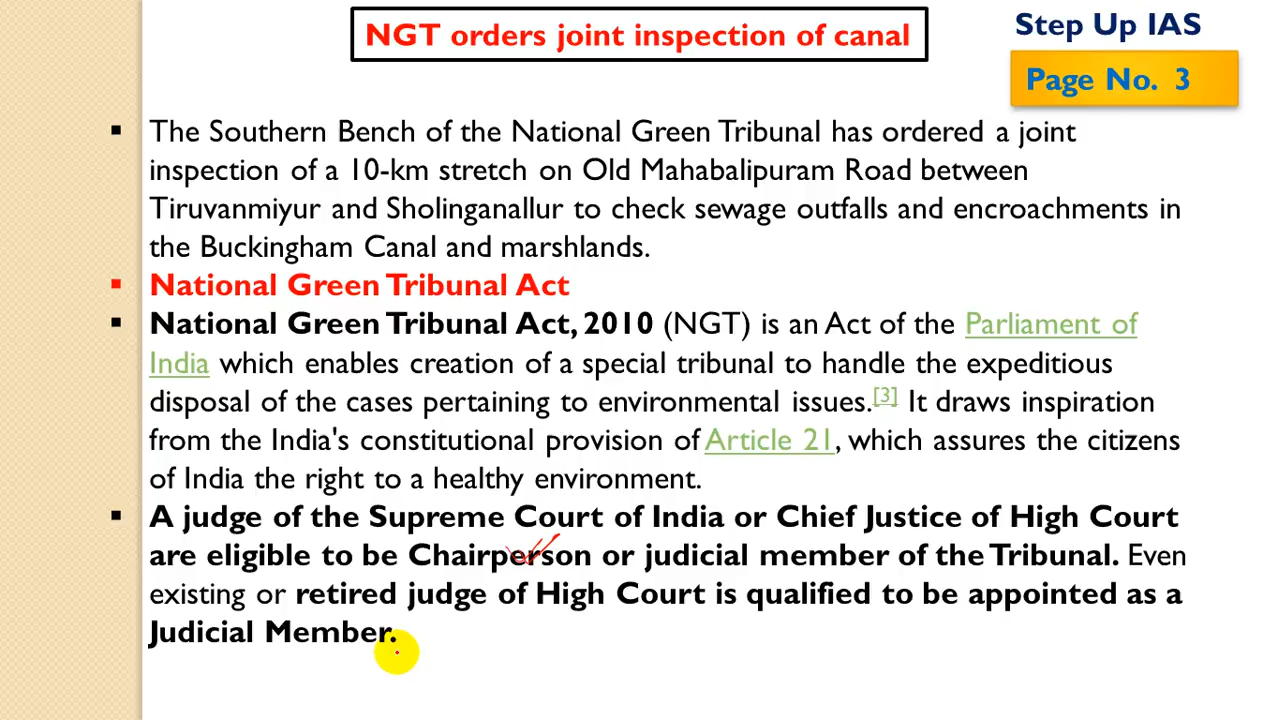 NGT orders joint inspection of canal
Step Up IAS
Page No. 3
▪ The Southern Bench of the National Green Tribunal has ordered a joint
inspection of a 10-km stretch on Old Mahabalipuram Road between
Tiruvanmiyur and Sholinganallur to check sewage outfalls and encroachments in
the Buckingham Canal and marshlands.
▪ National Green Tribunal Act
▪ National Green Tribunal Act, 2010 (NGT) is an Act of the Parliament of
India which enables creation of a special tribunal to handle the expeditious
disposal of the cases pertaining to environmental issues.[3] It draws inspiration
from the India's constitutional provision of Article 21, which assures the citizens
of India the right to a healthy environment.
▪ A judge of the Supreme Court of India or Chief Justice of High Court
are eligible to be Chairperson or judicial member of the Tribunal. Even
existing or retired judge of High Court is qualified to be appointed as a
Judicial Member.